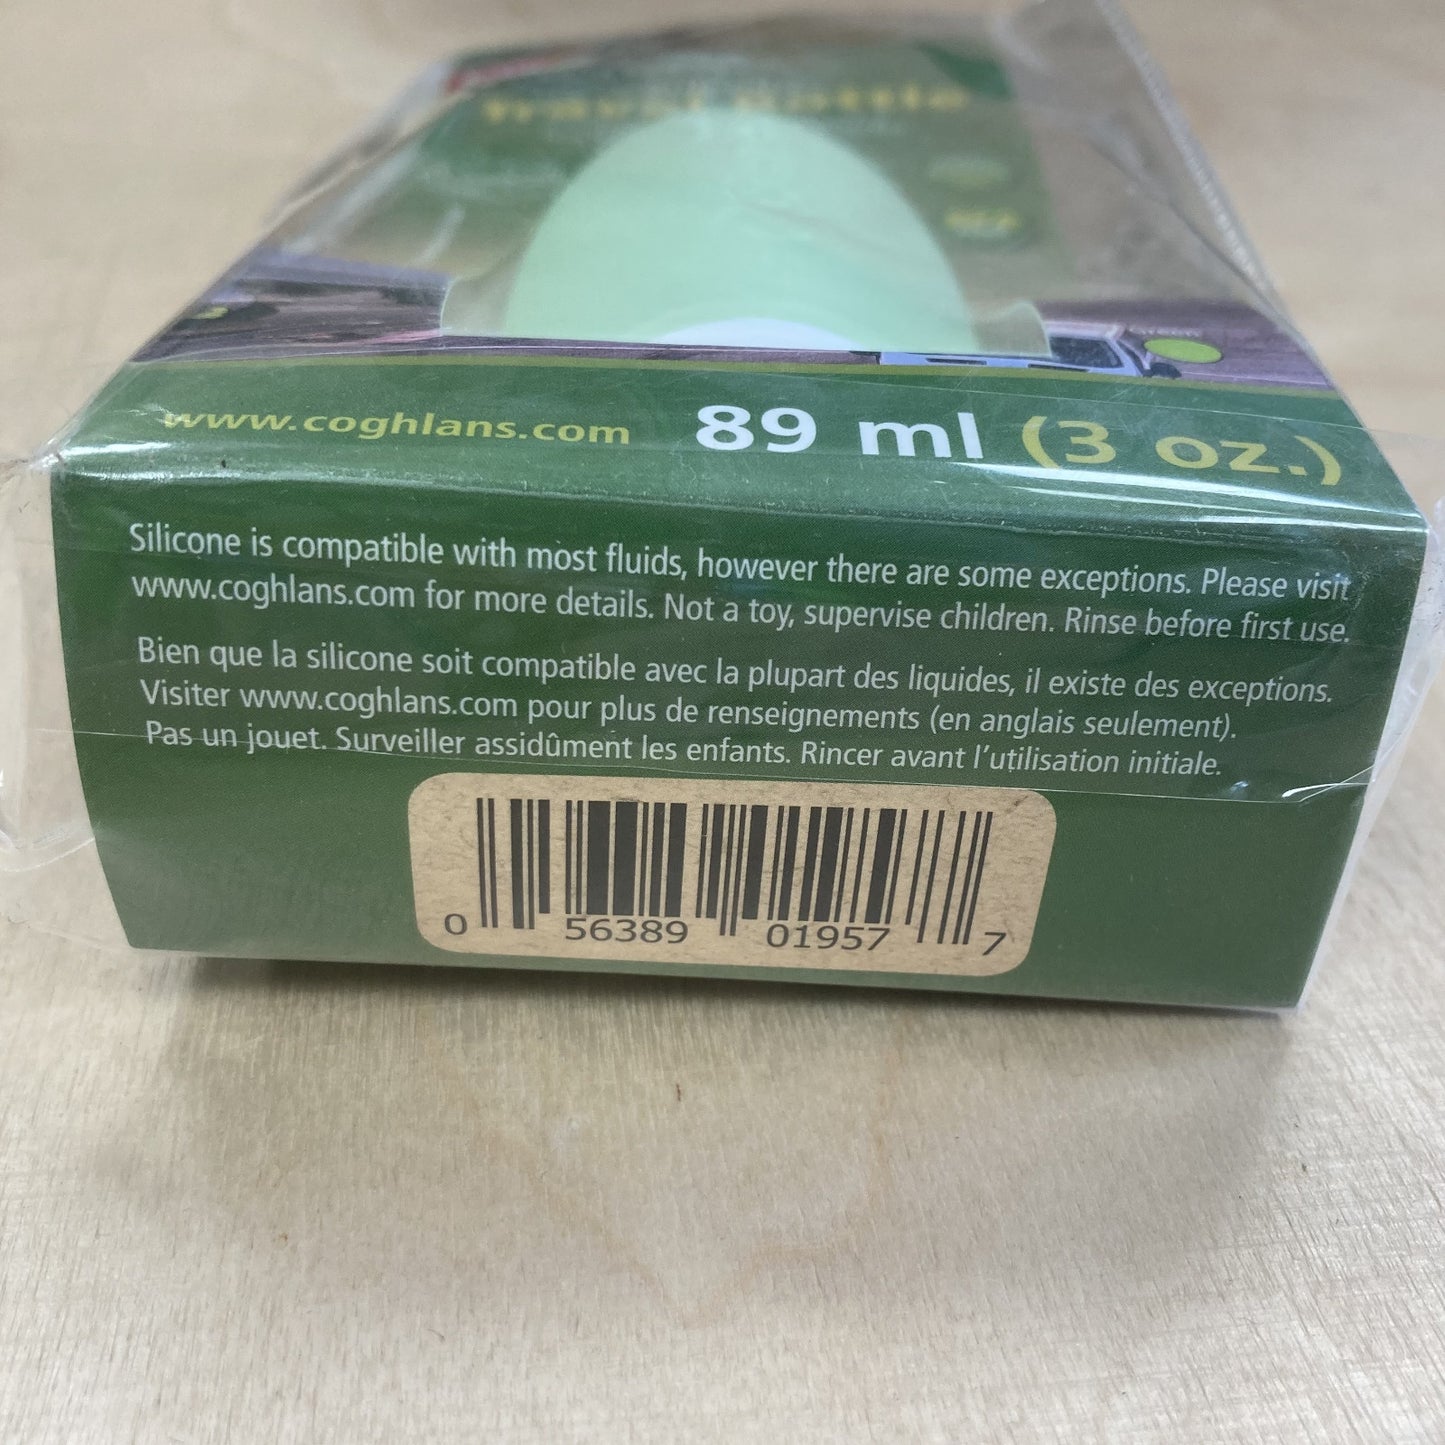 Travel Bottle
www.coghlans.com 89 ml (3 oz.)
Silicone is compatible with most fluids, however there are some exceptions. Please visit
www.coghlans.com for more details. Not a toy, supervise children. Rinse before first use.
Bien que la silicone soit compatible avec la plupart des liquides, il existe des exceptions.
Visiter www.coghlans.com pour plus de renseignements (en anglais seulement).
Pas un jouet. Surveiller assidûment les enfants. Rincer avant l'utilisation initiale.
0 56389 01957 7